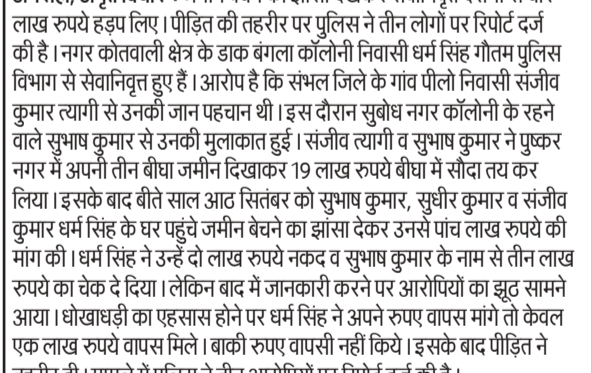 लाख रुपये हड़प लिए। पीड़ित की तहरीर पर पुलिस ने तीन लोगों पर रिपोर्ट दर्ज
की है। नगर कोतवाली क्षेत्र के डाक बंगला कॉलोनी निवासी धर्म सिंह गौतम पुलिस
विभाग से सेवानिवृत्त हुए हैं। आरोप है कि संभल जिले के गांव पीलो निवासी संजीव
कुमार त्यागी से उनकी जान पहचान थी। इस दौरान सुबोध नगर कॉलोनी के रहने
वाले सुभाष कुमार से उनकी मुलाकात हुई। संजीव त्यागी व सुभाष कुमार ने पुष्कर
नगर में अपनी तीन बीघा जमीन दिखाकर 19 लाख रुपये बीघा में सौदा तय कर
लिया। इसके बाद बीते साल आठ सितंबर को सुभाष कुमार, सुधीर कुमार व संजीव
कुमार धर्म सिंह के घर पहुंचे जमीन बेचने का झांसा देकर उनसे पांच लाख रुपये की
मांग की। धर्म सिंह ने उन्हें दो लाख रुपये नकद व सुभाष कुमार के नाम से तीन लाख
रुपये का चेक दे दिया। लेकिन बाद में जानकारी करने पर आरोपियों का झूठ सामने
आया। धोखाधड़ी का एहसास होने पर धर्म सिंह ने अपने रुपए वापस मांगे तो केवल
एक लाख रुपये वापस मिले। बाकी रुपए वापसी नहीं किये। इसके बाद पीड़ित ने